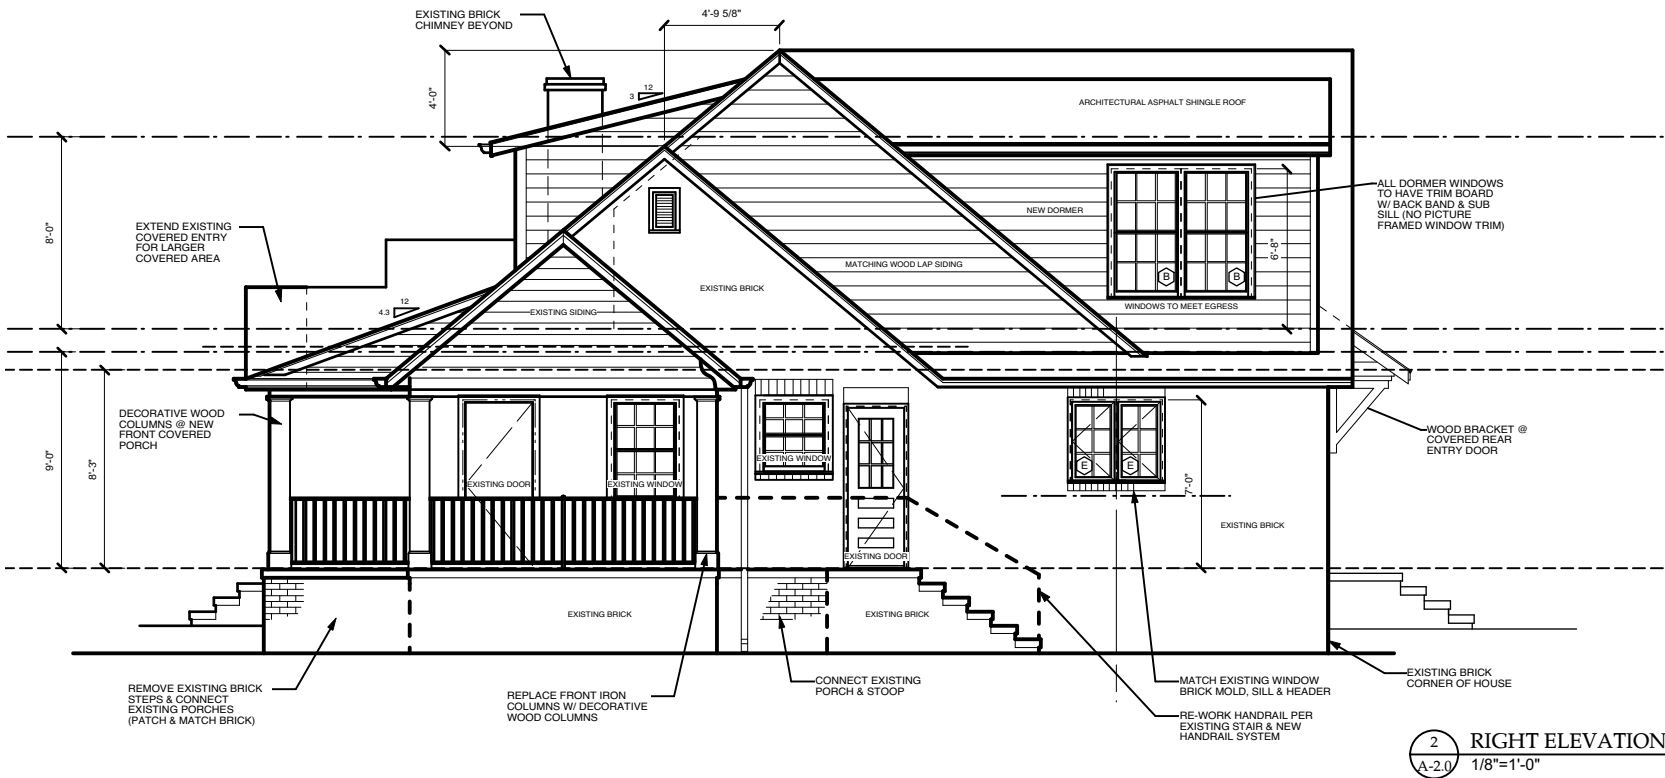 EXISTING BRICK
CHIMNEY BEYOND
4'-9 5/8"
4'-0"
12
3
ARCHITECTURAL ASPHALT SHINGLE ROOF
ALL DORMER WINDOWS
TO HAVE TRIM BOARD
W/ BACK BAND & SUB
SILL (NO PICTURE
FRAMED WINDOW TRIM)
NEW DORMER
8'-0"
EXTEND EXISTING
COVERED ENTRY
FOR LARGER
COVERED AREA
6'-8"
MATCHING WOOD LAP SIDING
B
B
EXISTING BRICK
12
4.3
EXISTING SIDING
WINDOWS TO MEET EGRESS
DECORATIVE WOOD
COLUMNS @ NEW
FRONT COVERED
PORCH
WOOD BRACKET @
COVERED REAR
ENTRY DOOR
9'-0"
8'-3"
EXISTING WINDOW
E
E
EXISTING DOOR
EXISTING WINDOW
7'-0"
EXISTING BRICK
EXISTING DOOR
EXISTING BRICK
EXISTING BRICK
REMOVE EXISTING BRICK
STEPS & CONNECT
EXISTING PORCHES
(PATCH & MATCH BRICK)
REPLACE FRONT IRON
COLUMNS W/ DECORATIVE
WOOD COLUMNS
CONNECT EXISTING
PORCH & STOOP
MATCH EXISTING WINDOW
BRICK MOLD, SILL & HEADER
RE-WORK HANDRAIL PER
EXISTING STAIR & NEW
HANDRAIL SYSTEM
EXISTING BRICK
CORNER OF HOUSE
2
A-2.0
RIGHT ELEVATION
1/8"=1'-0"